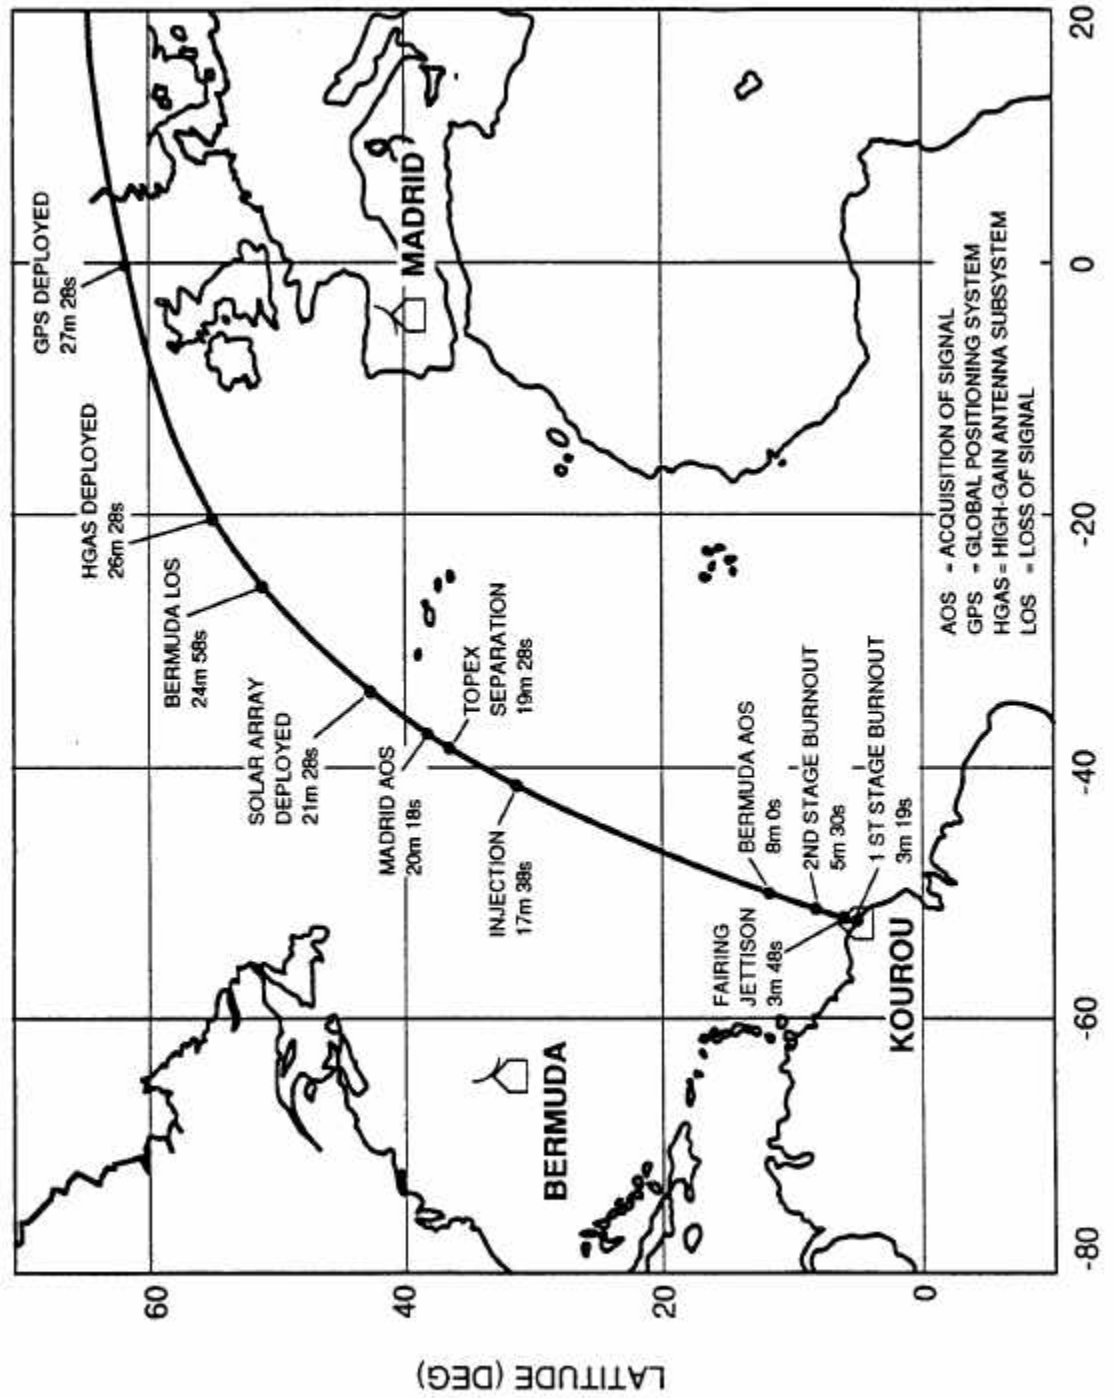 GPS DEPLOYED
27m 28s
HGAS DEPLOYED
26m 28s
BERMUDA LOS
24m 58s
SOLAR ARRAY
DEPLOYED
21m 28s
MADRID AOS
20m 18s
TOPEX
SEPARATION
19m 28s
INJECTION
17m 38s
BERMUDA AOS
8m 0s
2ND STAGE BURNOUT
5m 30s
1 ST STAGE BURNOUT
3m 19s
FAIRING
JETTISON
3m 48s
MADRID
BERMUDA
KOUROU
AOS = ACQUISITION OF SIGNAL
GPS = GLOBAL POSITIONING SYSTEM
HGAS = HIGH-GAIN ANTENNA SUBSYSTEM
LOS = LOSS OF SIGNAL
LATITUDE (DEG)
60
40
20
0
-80
-60
-40
-20
0
20